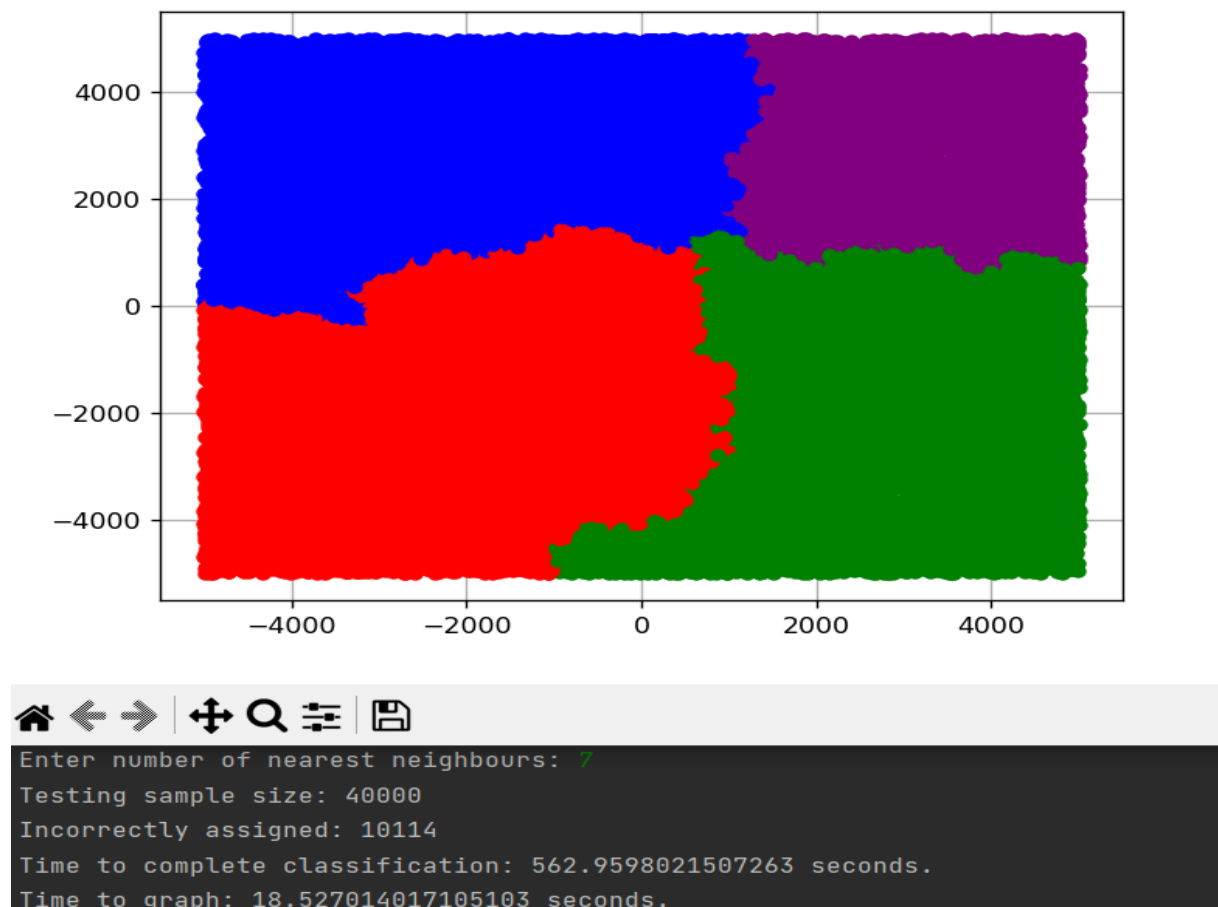 4000
2000
0
−2000
−4000
−4000 −2000 0 2000 4000
Enter number of nearest neighbours: 7
Testing sample size: 40000
Incorrectly assigned: 10114
Time to complete classification: 562.9598021507263 seconds.
Time to graph: 18.527014017105103 seconds.